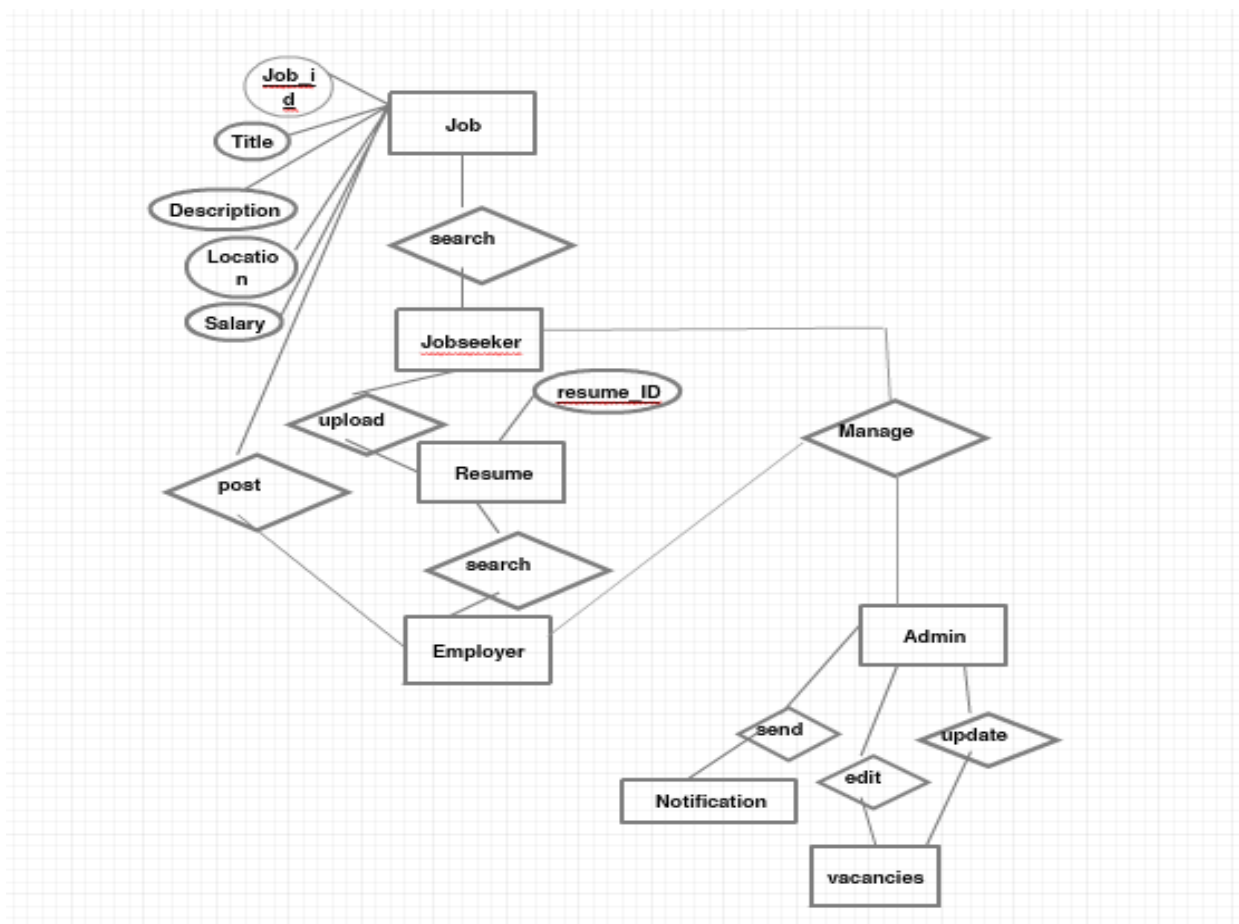 Job_i
d
Job
Title
Description
search
Locatio
n
Salary
Jobseeker
resume_ID
upload
Manage
Resume
post
search
Employer
Admin
send
update
edit
Notification
vacancies